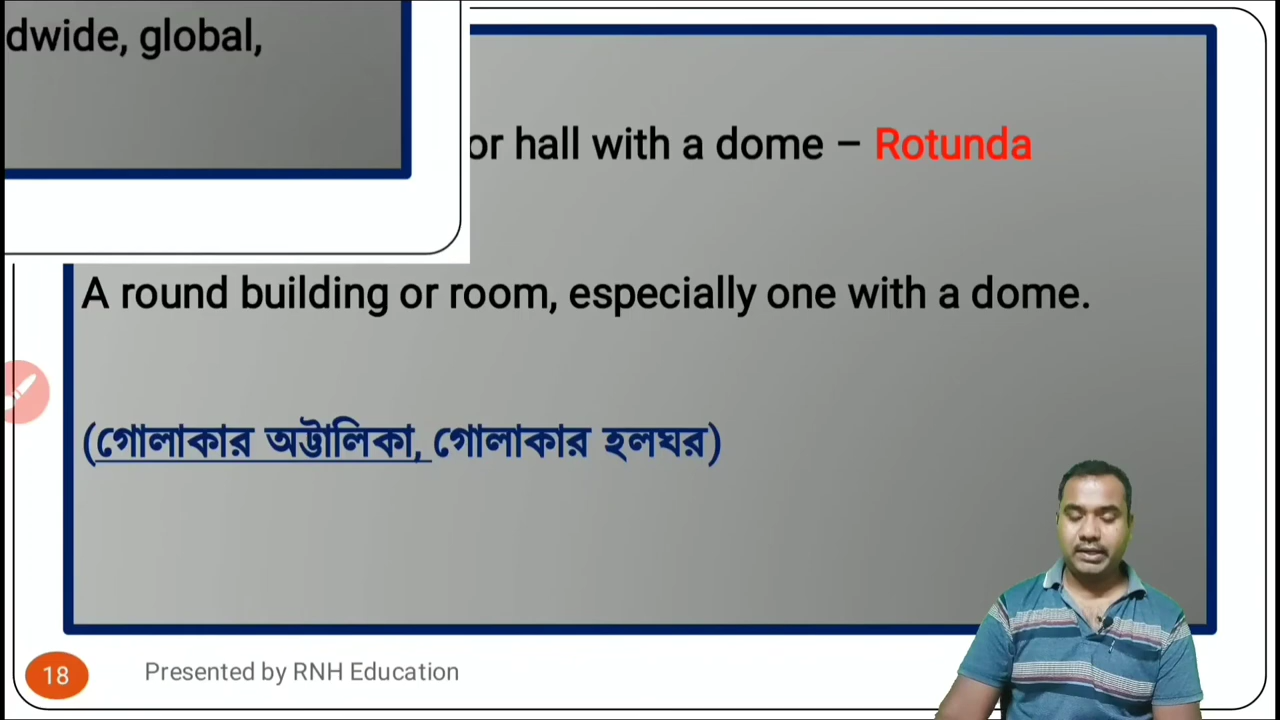 dwide, global,
or hall with a dome – Rotunda
A round building or room, especially one with a dome.
(গোলাকার অট্টালিকা, গোলাকার হলঘর)
18 Presented by RNH Education